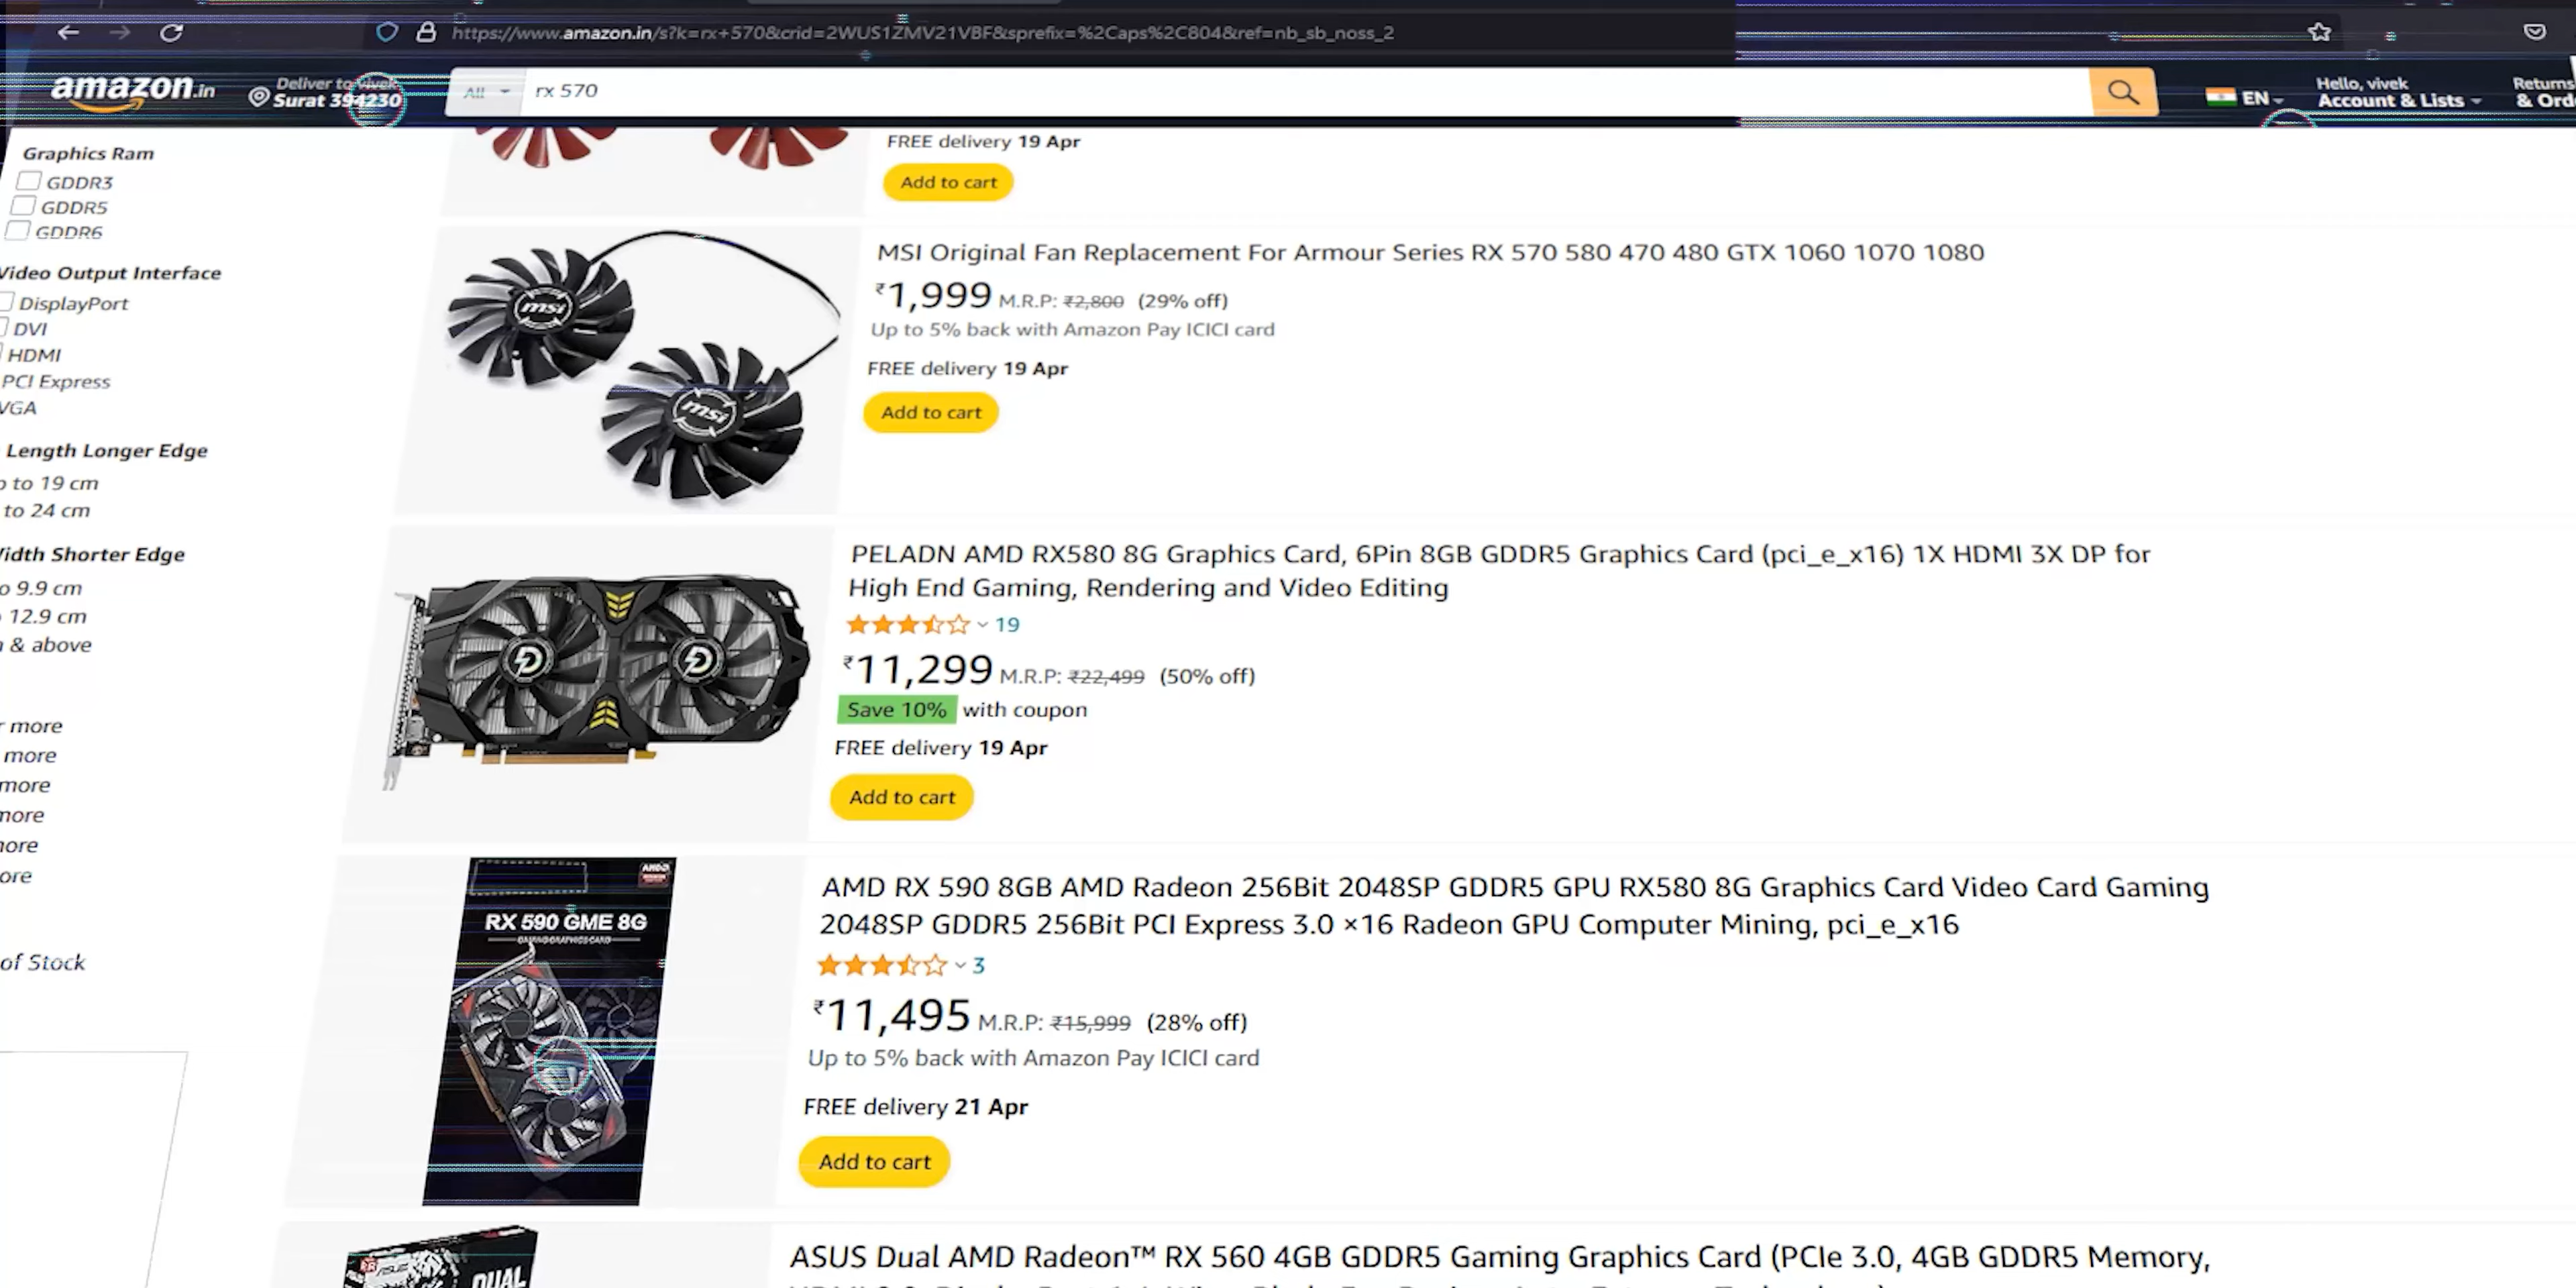 https://www.amazon.in/s?k=rx+570&crid=2WUS1ZMV21VBF&sprefix=%2Caps%2C804&ref=nb_sb_noss_2
amazon.in
Deliver to vivek
Surat 394230
All
rx 570
EN
Hello, vivek
Account & Lists
Returns
& Ord
Graphics Ram
GDDR3
GDDR5
GDDR6
Video Output Interface
DisplayPort
DVI
HDMI
PCI Express
VGA
Length Longer Edge
to 19 cm
to 24 cm
Width Shorter Edge
o 9.9 cm
12.9 cm
& above
r more
more
more
more
more
ore
of Stock
FREE delivery 19 Apr
Add to cart
msi
msi
MSI Original Fan Replacement For Armour Series RX 570 580 470 480 GTX 1060 1070 1080
₹1,999 M.R.P: ₹2,800 (29% off)
Up to 5% back with Amazon Pay ICICI card
FREE delivery 19 Apr
Add to cart
PELADN AMD RX580 8G Graphics Card, 6Pin 8GB GDDR5 Graphics Card (pci_e_x16) 1X HDMI 3X DP for
High End Gaming, Rendering and Video Editing
19
₹11,299 M.R.P: ₹22,499 (50% off)
Save 10% with coupon
FREE delivery 19 Apr
Add to cart
AMD
RX 590 GME 8G
GAMING GRAPHICS CARD
AMD RX 590 8GB AMD Radeon 256Bit 2048SP GDDR5 GPU RX580 8G Graphics Card Video Card Gaming
2048SP GDDR5 256Bit PCI Express 3.0 ×16 Radeon GPU Computer Mining, pci_e_x16
3
₹11,495 M.R.P: ₹15,999 (28% off)
Up to 5% back with Amazon Pay ICICI card
FREE delivery 21 Apr
Add to cart
ASUS
DUAL
ASUS Dual AMD Radeon™ RX 560 4GB GDDR5 Gaming Graphics Card (PCIe 3.0, 4GB GDDR5 Memory,